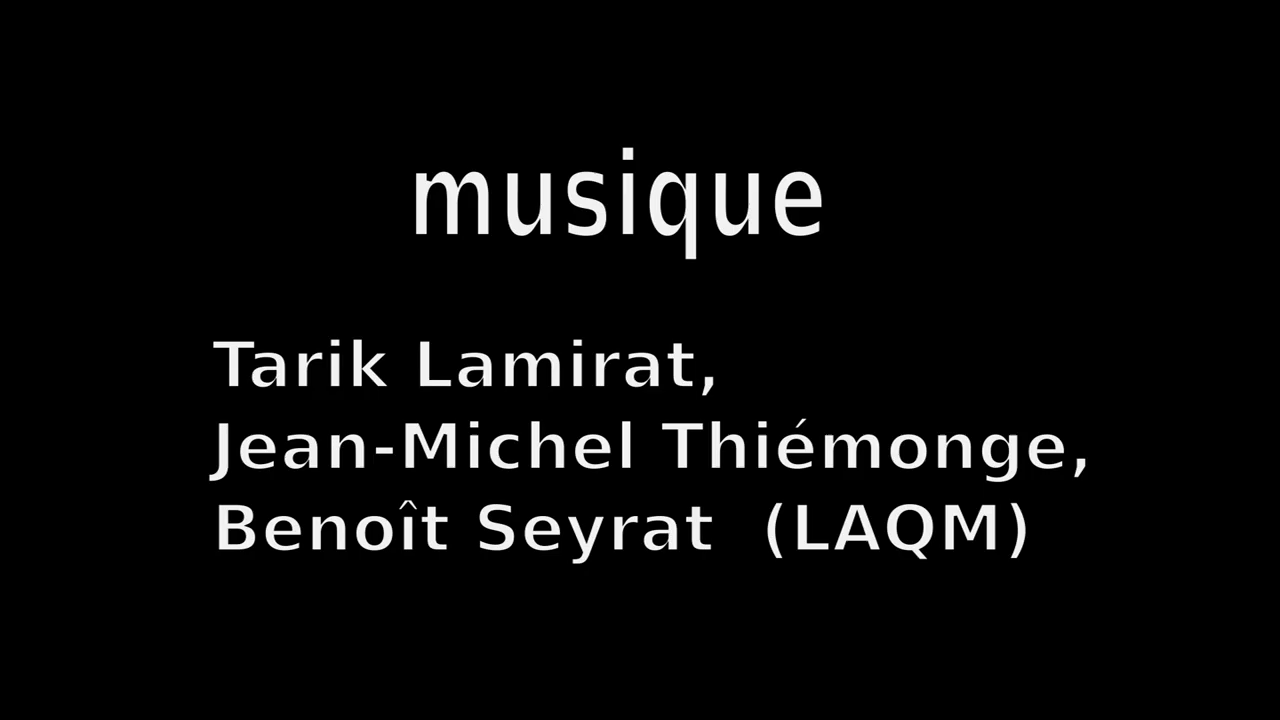 musique
Tarik Lamirat,
Jean-Michel Thiémonge,
Benoît Seyrat  (LAQM)